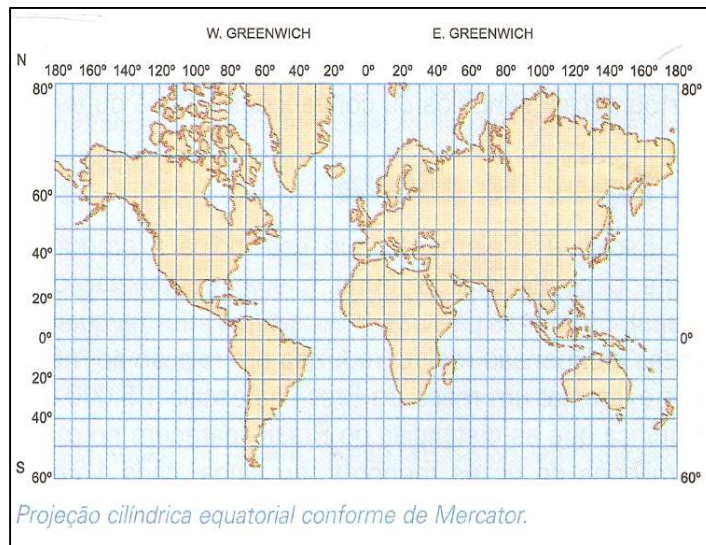 W. GREENWICH E. GREENWICH
N
180º 160º 140º 120º 100º 80º 60º 40º 20º 0º 20º 40º 60º 80º 100º 120º 140º 160º 180º
80º 80º
60º
40º
20º
0º 0º
20º
40º
S
60º 60º
Projeção cilíndrica equatorial conforme de Mercator.